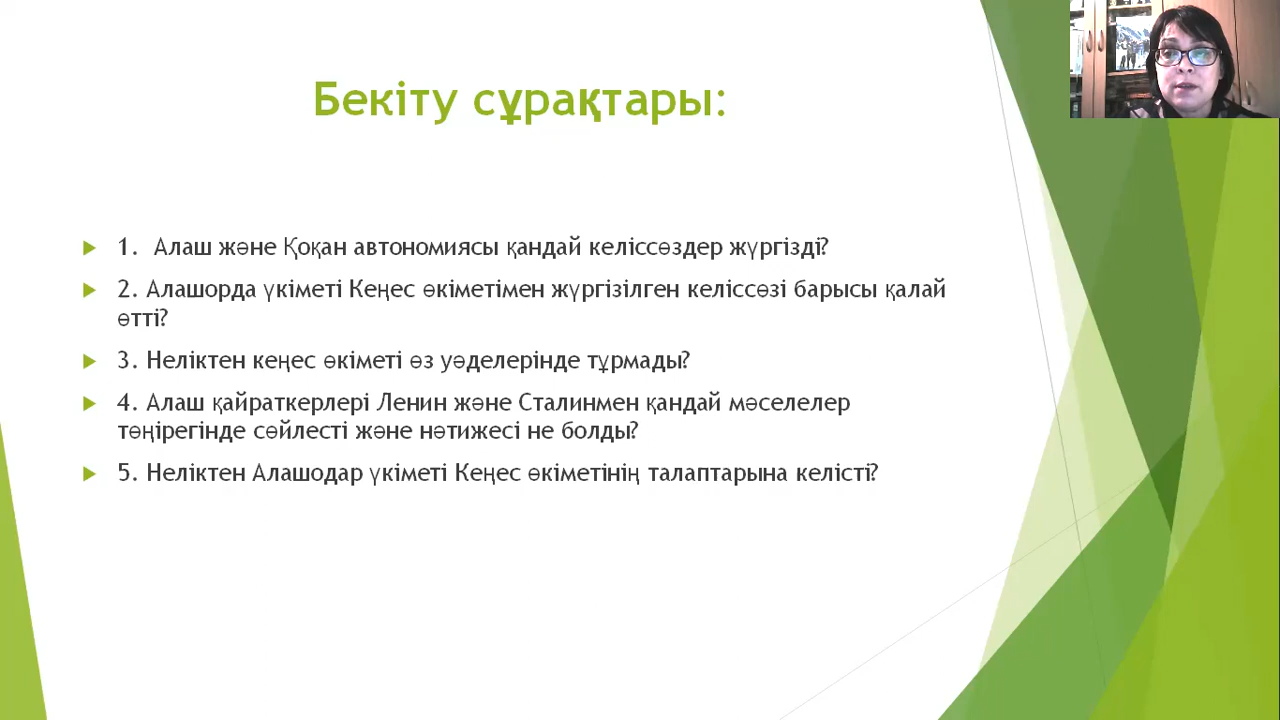 Бекіту сұрақтары:
1. Алаш және Қоқан автономиясы қандай келіссөздер жүргізді?
2. Алашорда үкіметі Кеңес өкіметімен жүргізілген келіссөзі барысы қалай
өтті?
3. Неліктен кеңес өкіметі өз уәделерінде тұрмады?
4. Алаш қайраткерлері Ленин және Сталинмен қандай мәселелер
төңірегінде сөйлесті және нәтижесі не болды?
5. Неліктен Алашодар үкіметі Кеңес өкіметінің талаптарына келісті?